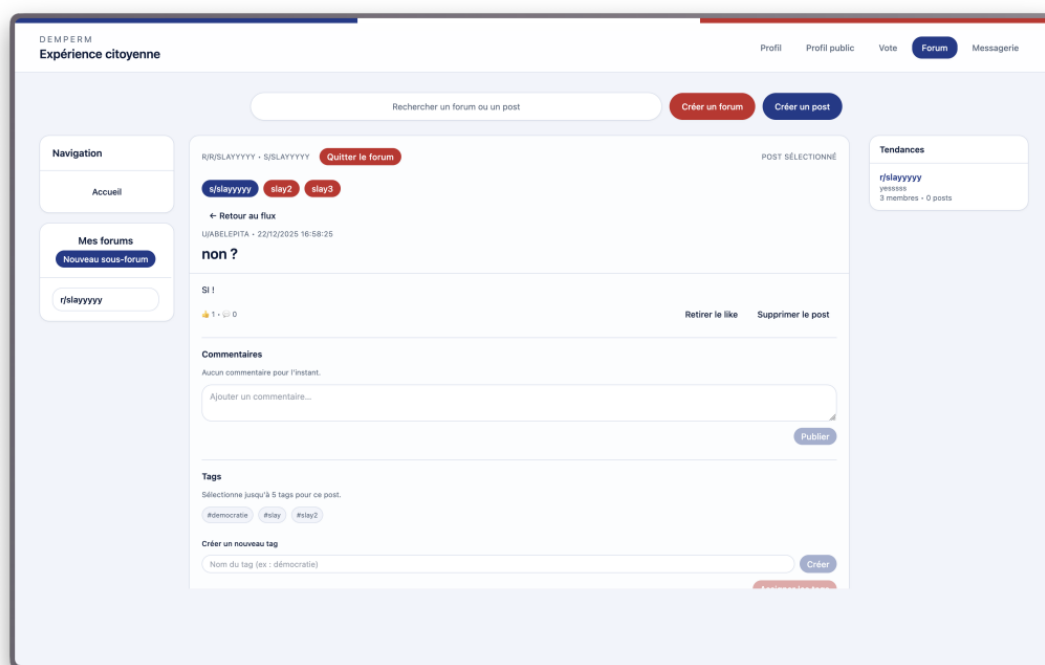 DEMPERM
Expérience citoyenne
Profil
Profil public
Vote
Forum
Messagerie
Rechercher un forum ou un post
Créer un forum
Créer un post
Navigation
Accueil
Mes forums
Nouveau sous-forum
r/slayyyyy
R/R/SLAYYYYY • S/SLAYYYYY
Quitter le forum
POST SÉLECTIONNÉ
s/slayyyyy
slay2
slay3
← Retour au flux
U/ABELEPITA • 22/12/2025 16:58:25
non ?
SI !
👍 1 • 💬 0
Retirer le like
Supprimer le post
Commentaires
Aucun commentaire pour l'instant.
Ajouter un commentaire...
Publier
Tags
Sélectionne jusqu'à 5 tags pour ce post.
#democratie
#slay
#slay2
Créer un nouveau tag
Nom du tag (ex : démocratie)
Créer
Tendances
r/slayyyyy
yesssss
3 membres • 0 posts